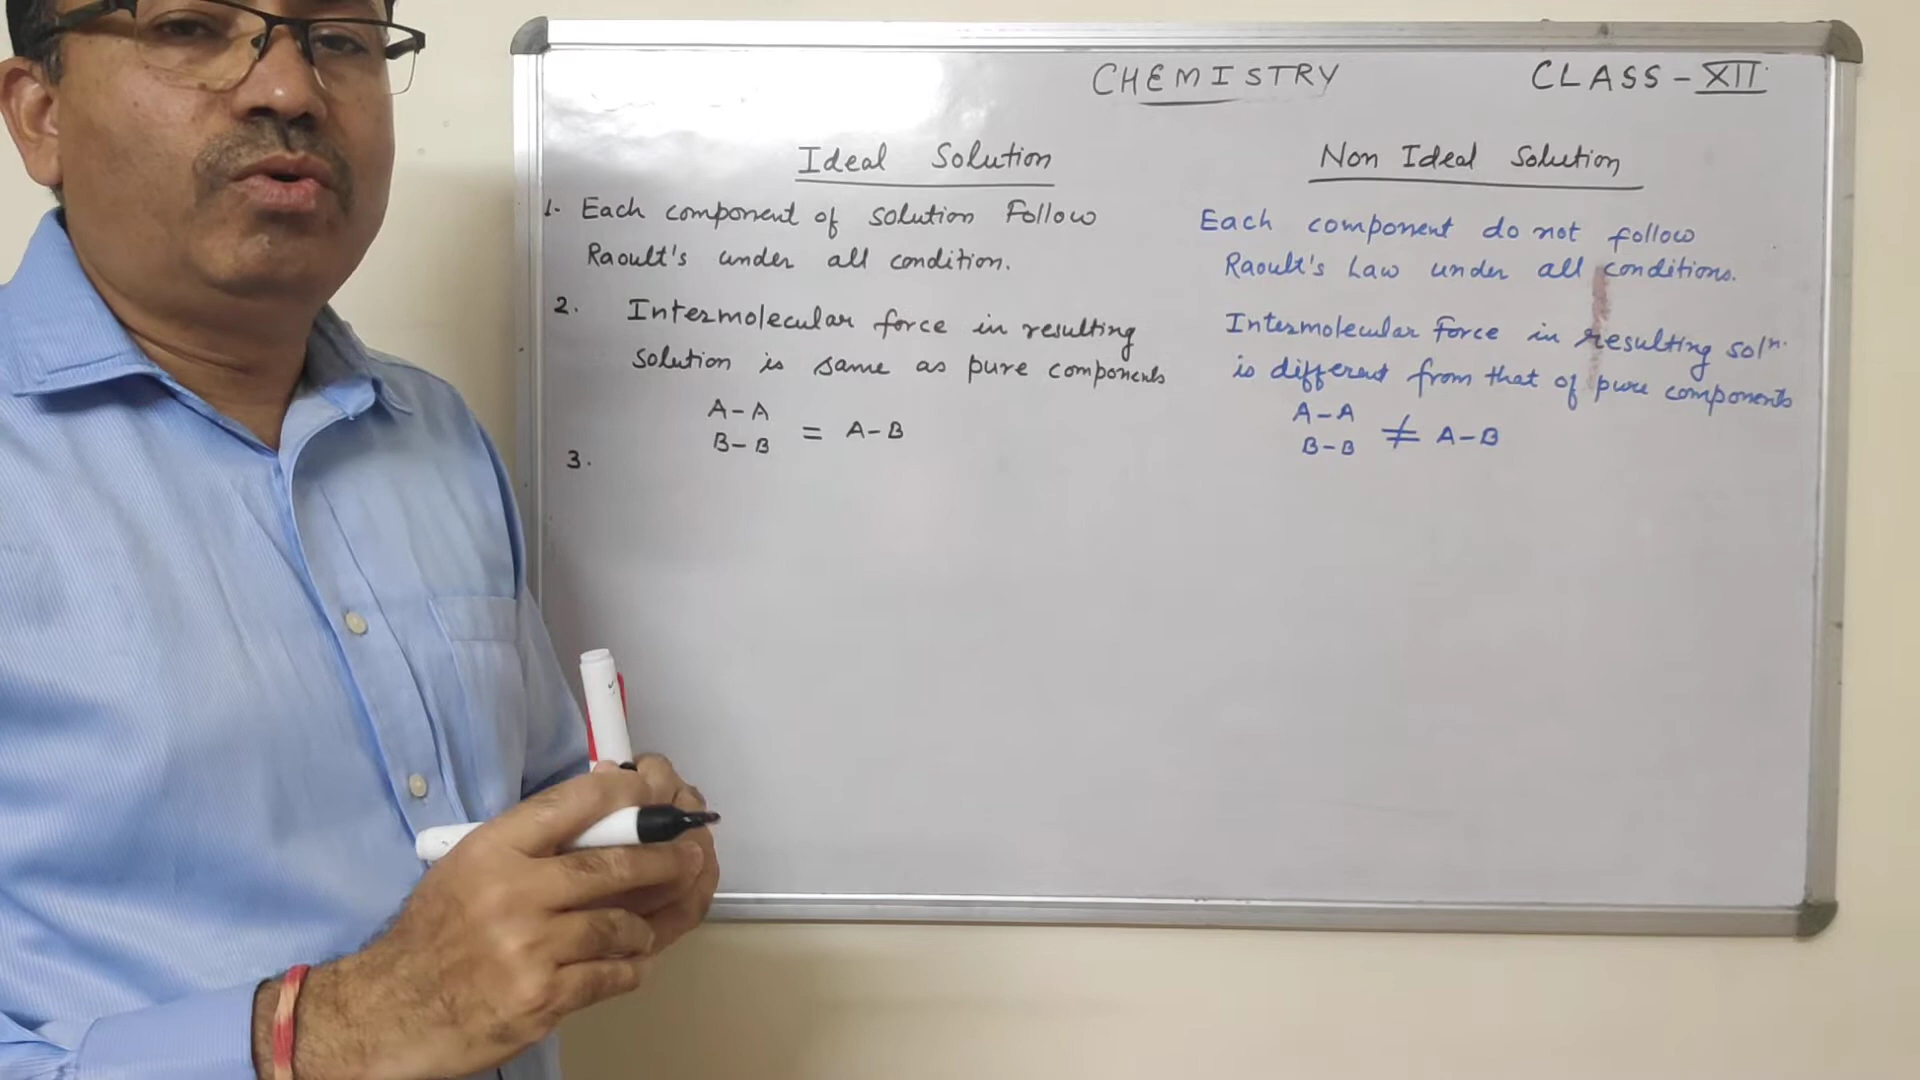 CHEMISTRY CLASS - XII
Ideal Solution
1. Each component of solution Follow
Raoult's under all condition.
2. Intermolecular force in resulting
solution is same as pure components
A-A
B-B = A-B
3.
Non Ideal Solution
Each component do not follow
Raoult's Law under all conditions.
Intermolecular Force in resulting solⁿ.
is different from that of pure components
A-A
B-B ≠ A-B